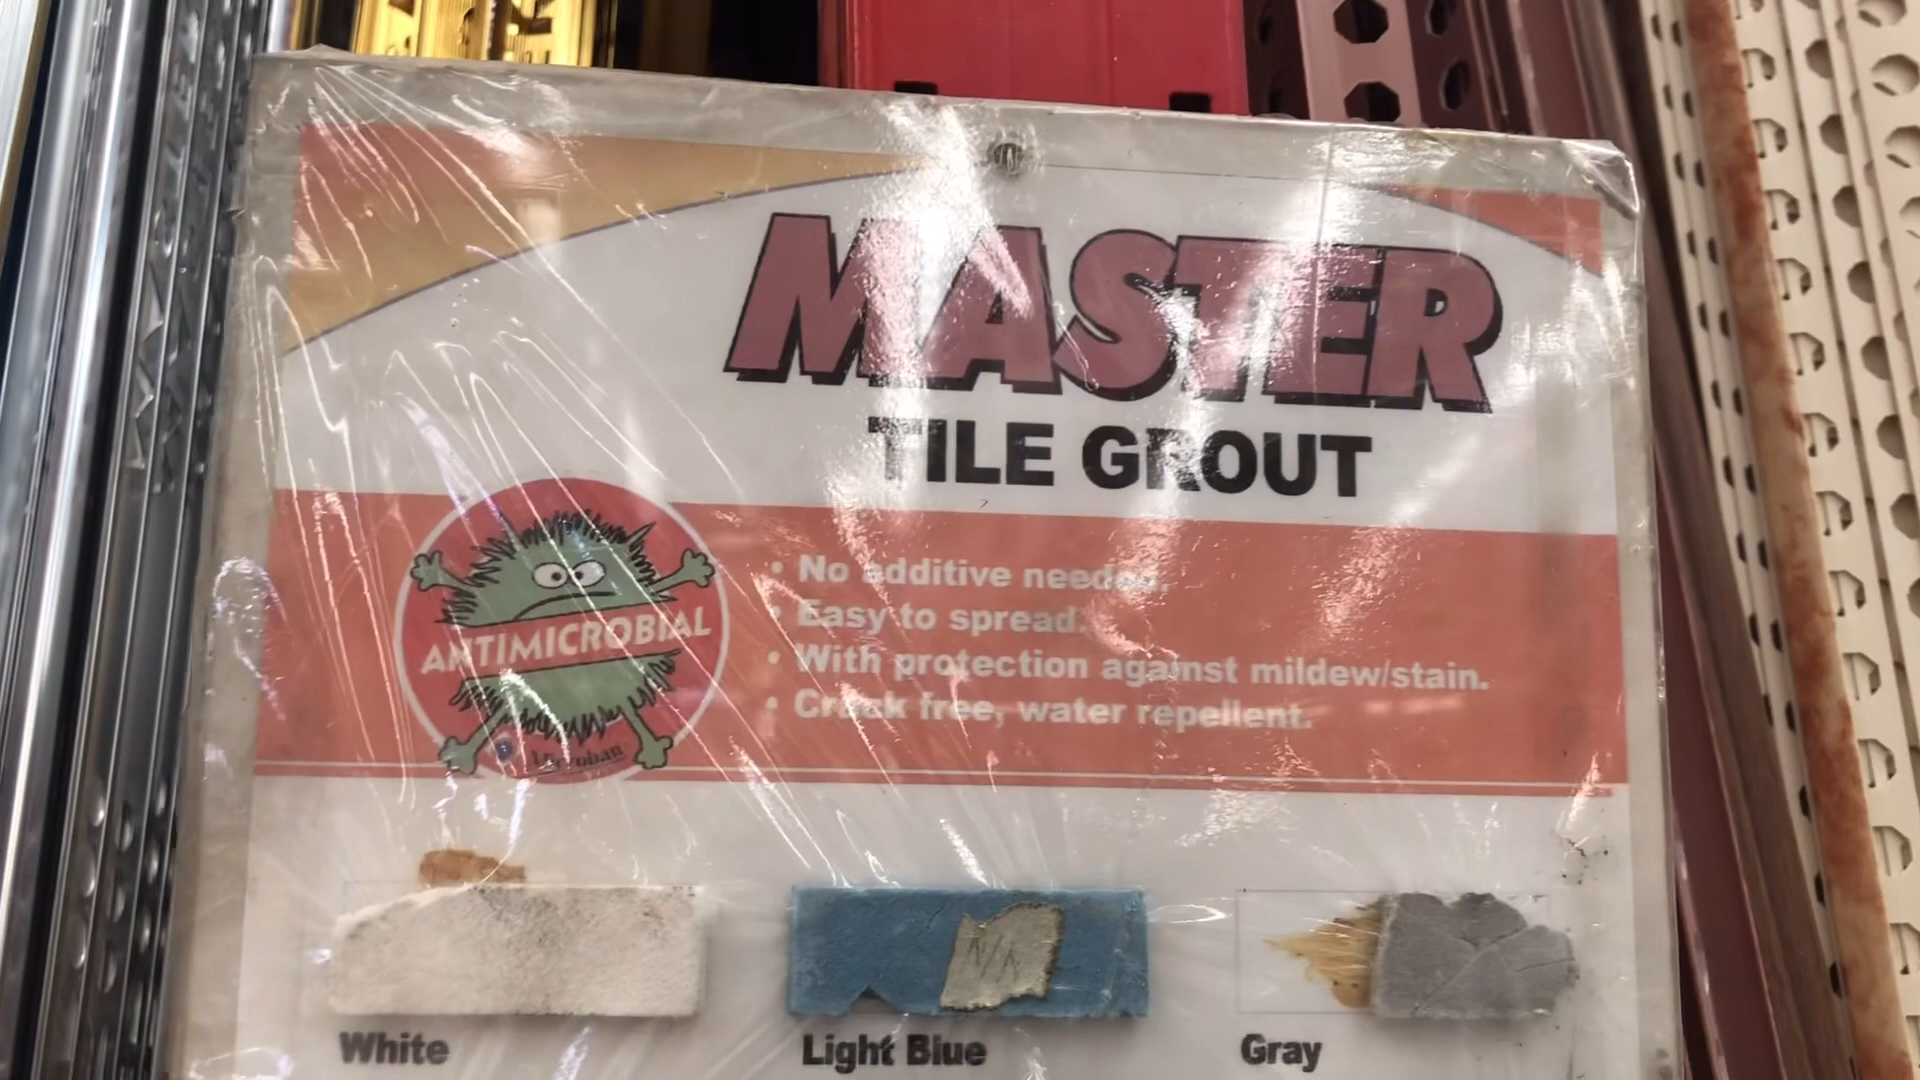 MASTER
TILE GROUT
ANTIMICROBIAL
Microban
• No additive needed.
• Easy to spread.
• With protection against mildew/stain.
• Crack free, water repellent.
N/A
White
Light Blue
Gray